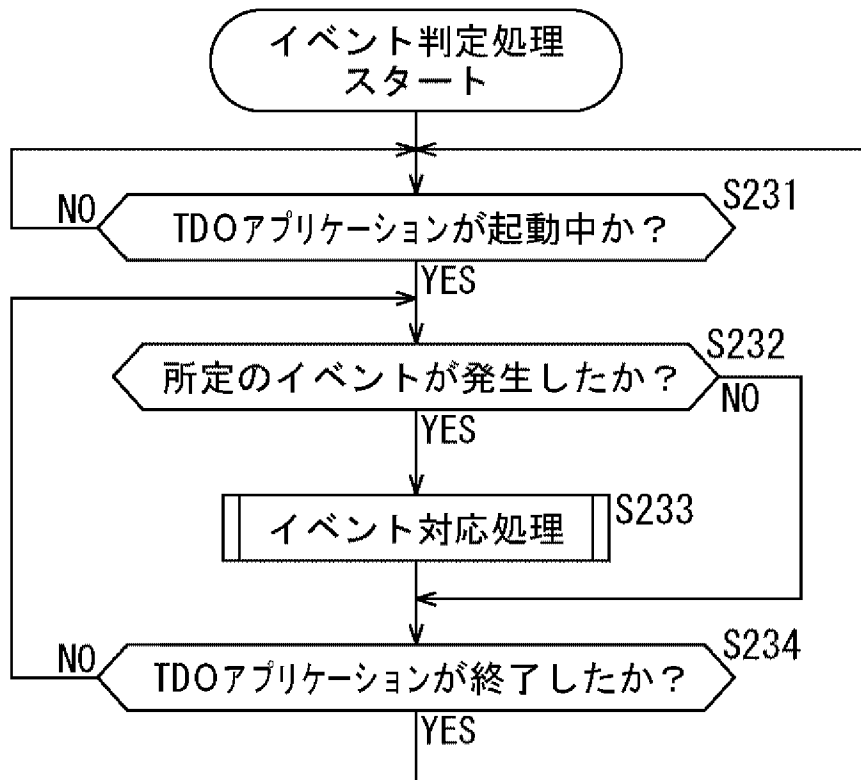 イベント判定処理
スタート
S231
NO
TDOアプリケーションが起動中か？
YES
S232
所定のイベントが発生したか？
NO
YES
イベント対応処理
S233
S234
NO
TDOアプリケーションが終了したか？
YES